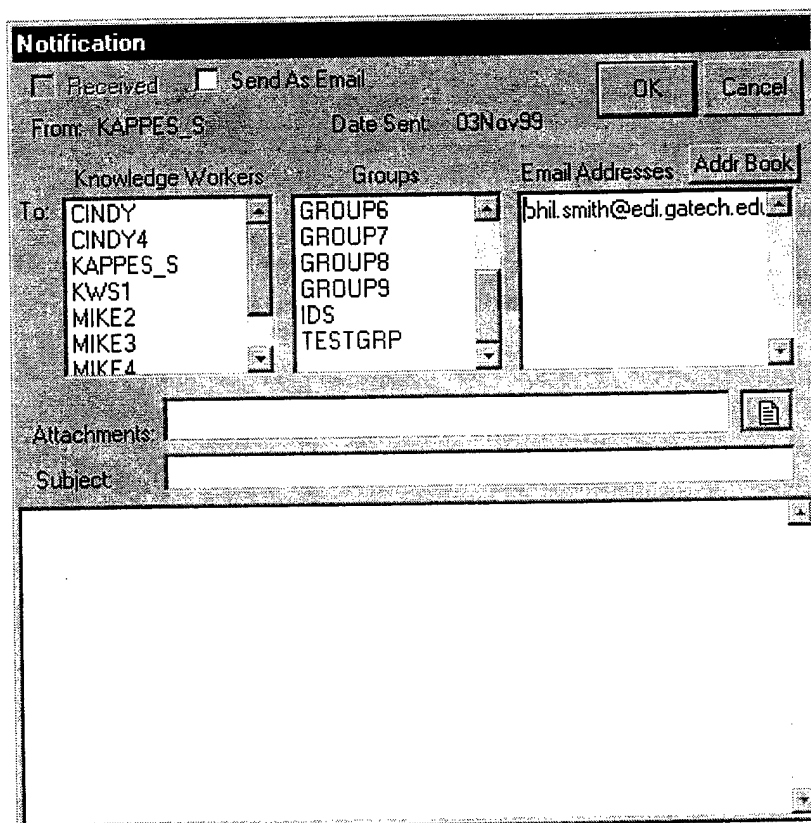 Notification
Received Send As Email OK Cancel
From: KAPPES_S Date Sent: 03Nov99
Knowledge Workers Groups Email Addresses Addr Book
To: CINDY GROUP6 phil.smith@edi.gatech.edu
CINDY4 GROUP7
KAPPES_S GROUP8
KWS1 GROUP9
MIKE2 IDS
MIKE3 TESTGRP
MIKE4
Attachments:
Subject: